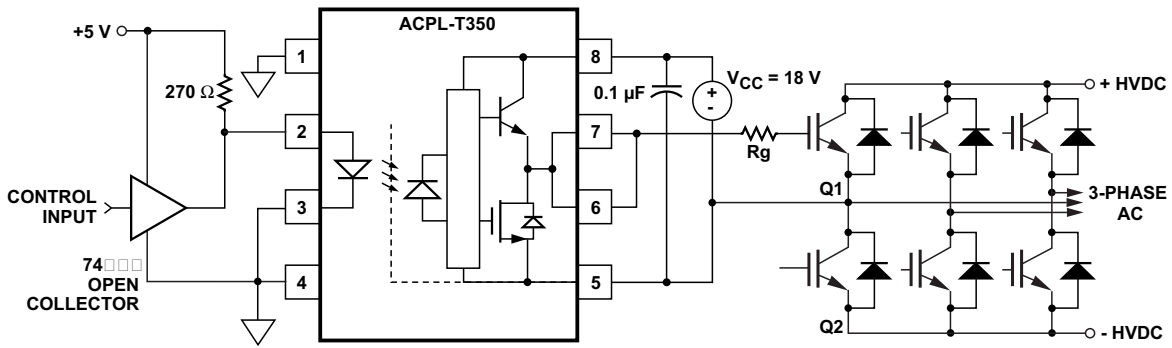 ACPL-T350
+5 V
270 Ω
1
2
3
4
8
7
6
5
0.1 µF
VCC = 18 V
+
-
Rg
+ HVDC
Q1
3-PHASE
AC
CONTROL
INPUT
74□□□
OPEN
COLLECTOR
Q2
- HVDC